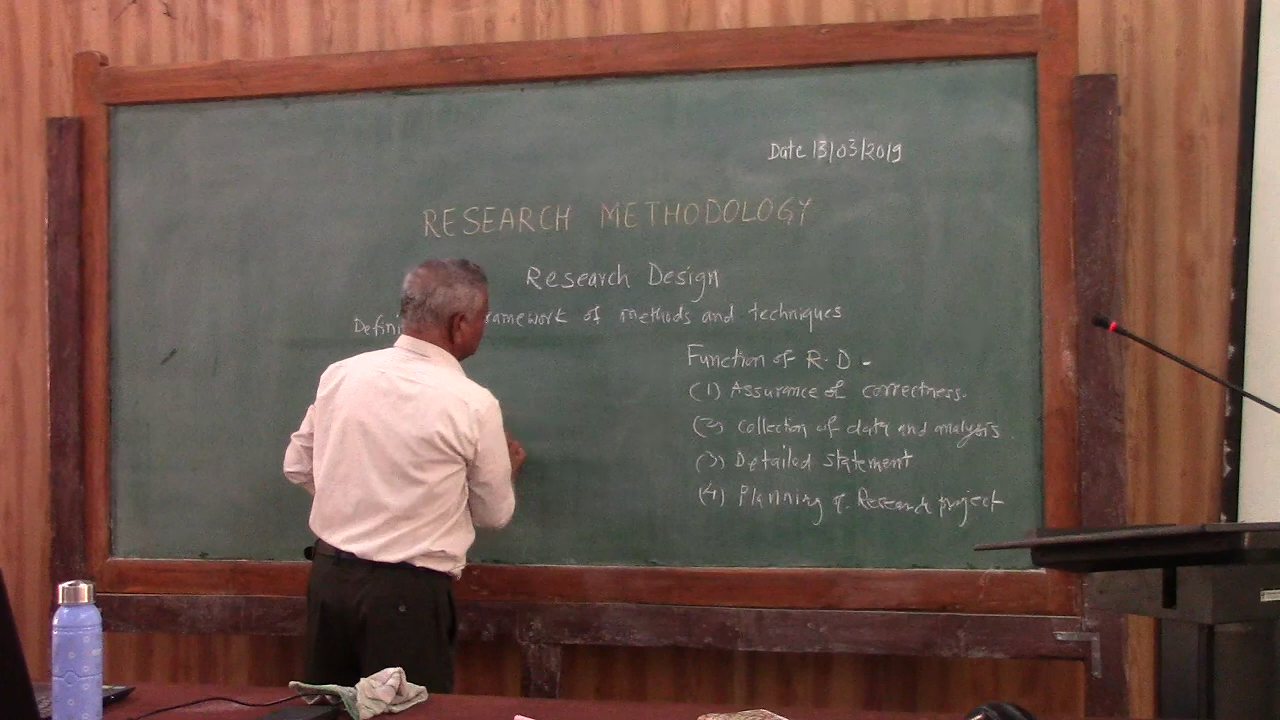 Date 13/03/2019
RESEARCH METHODOLOGY
Research Design
Defini amework of methods and techniques
Function of R.D -
(1) Assurance of correctness.
(2) Collection of data and analysis
(3) Detailed statement
(4) Planning of Research project